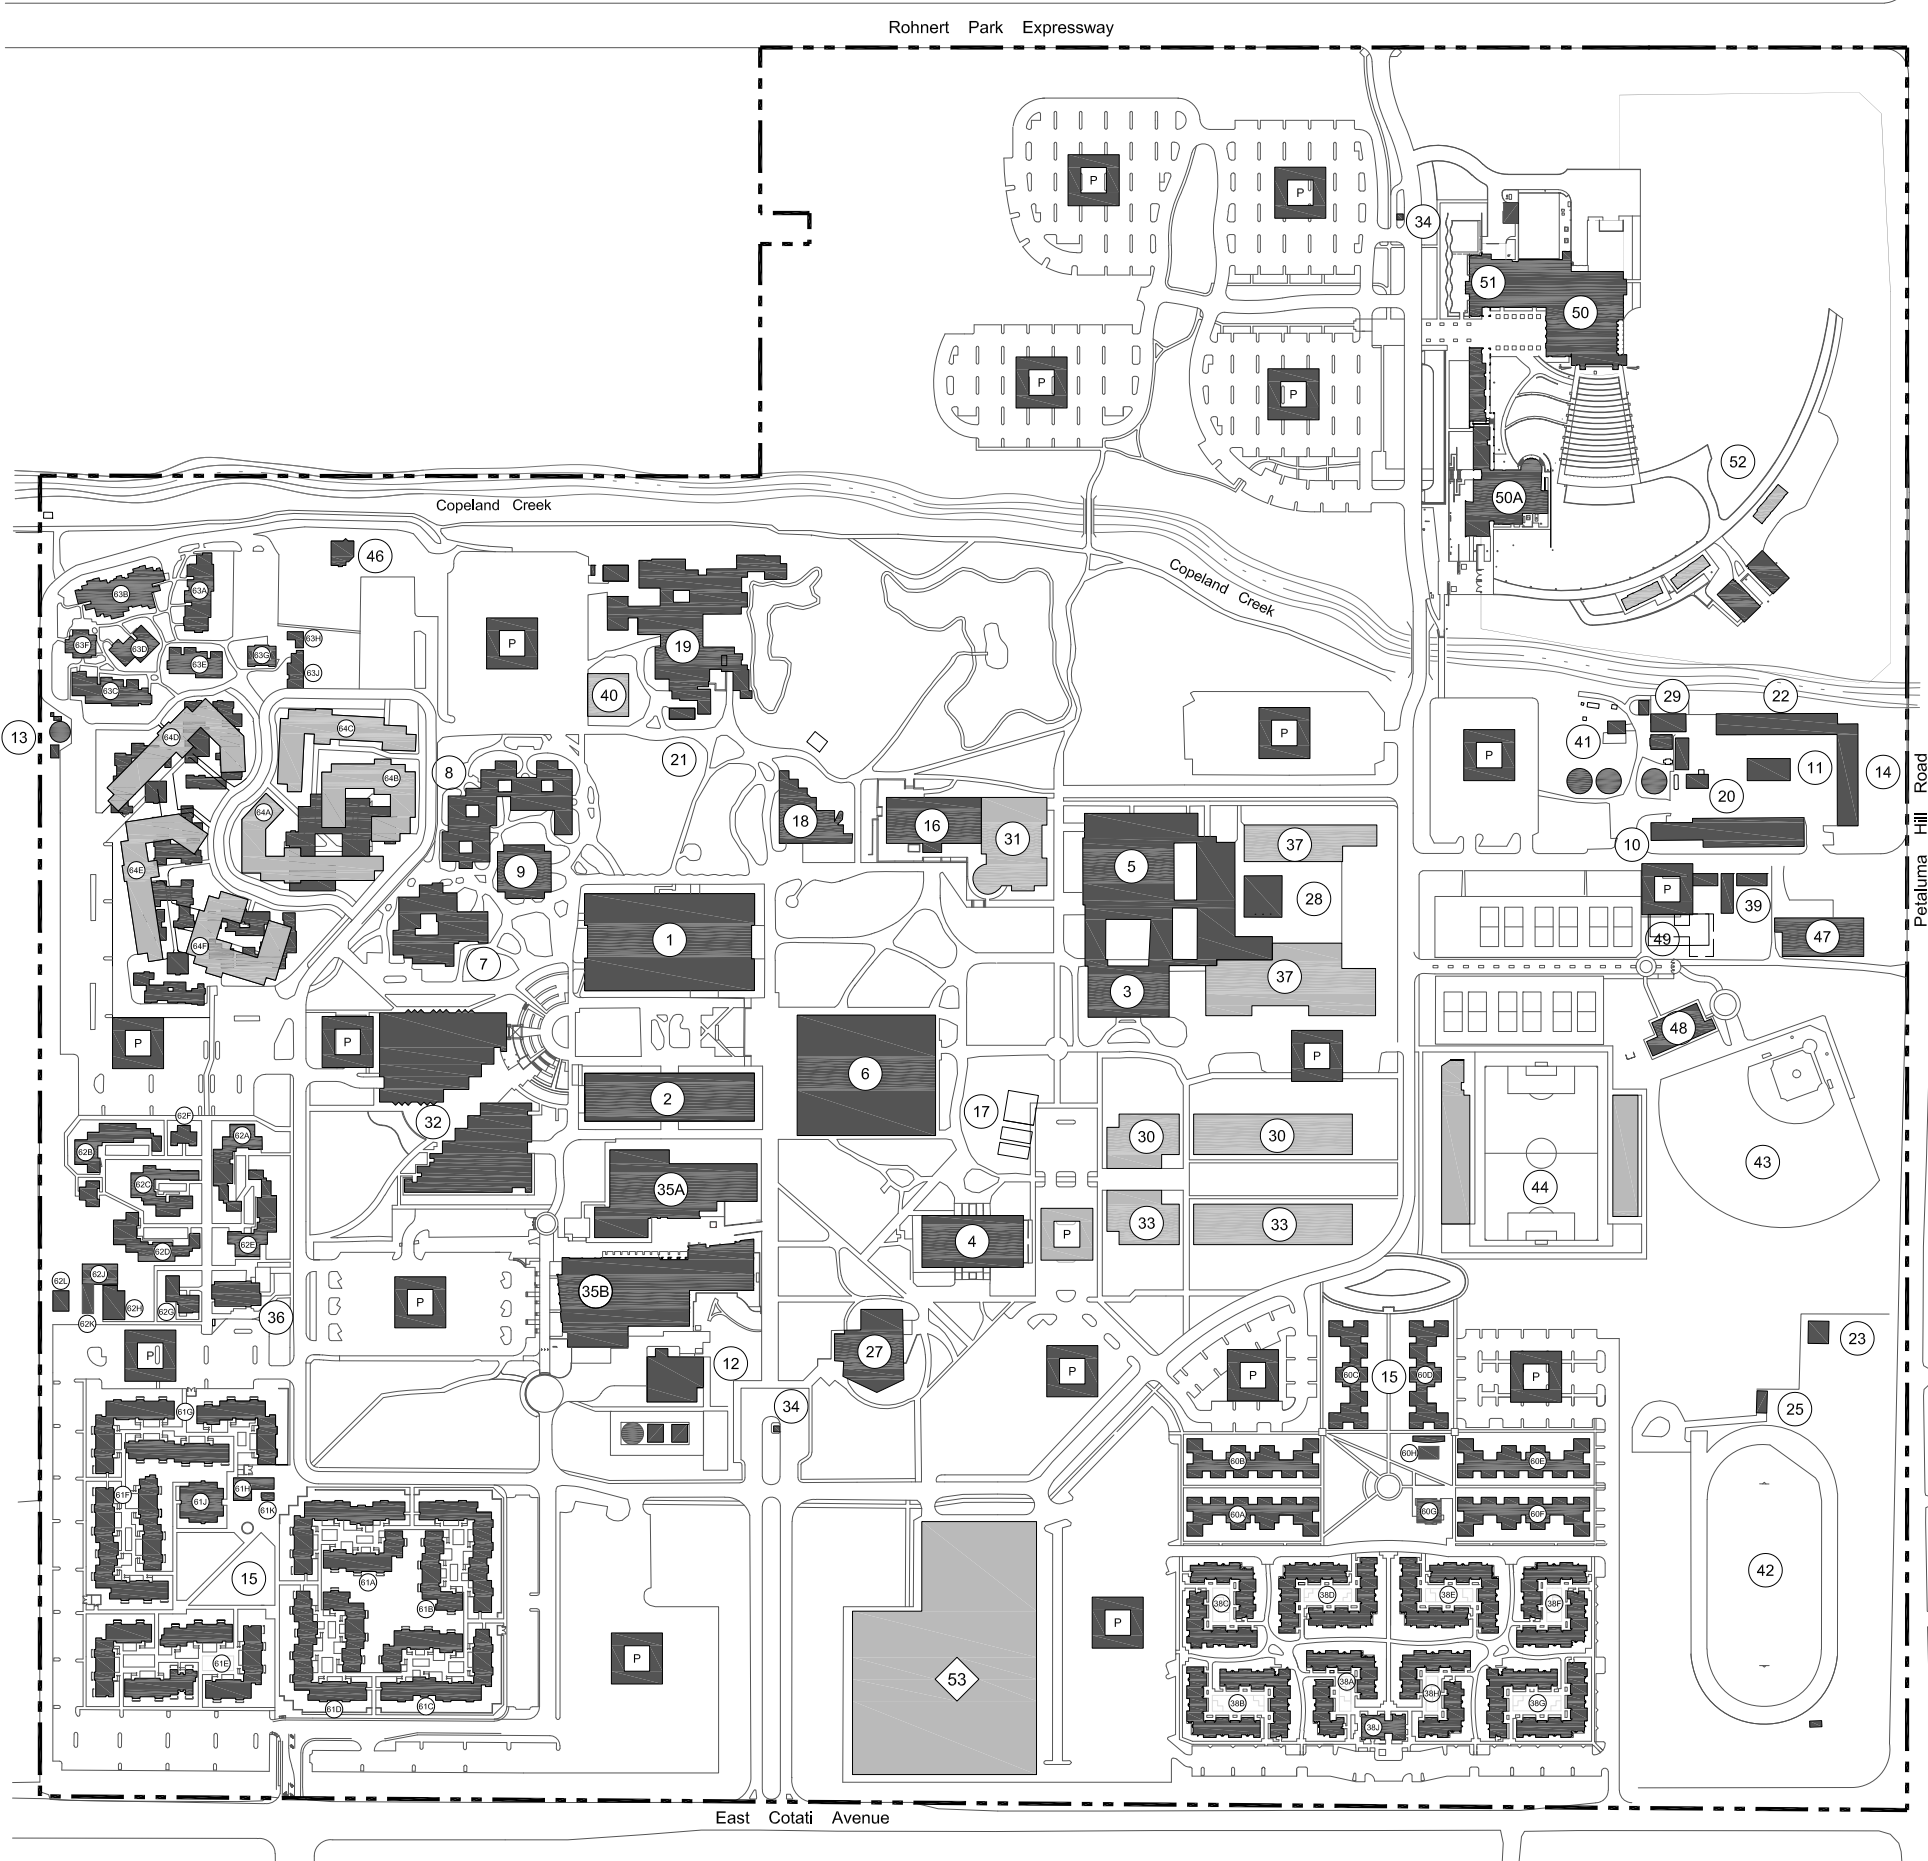 Rohnert Park Expressway
P
P
34
51
50
P
P
52
50A
Copeland Creek
46
Copeland Creek
63B
63A
63F
63D
63H
63E
63G
63J
63C
P
19
40
29
22
13
64D
64C
P
P
41
21
8
64B
11
14
20
64A
18
16
31
37
10
Petaluma Hill Road
64E
9
5
28
P
39
1
49
47
64F
7
37
3
48
P
P
P
6
2
43
17
62F
32
62A
62B
30
30
62C
35A
44
33
33
62D
62E
4
P
62L
62J
35B
62H
62G
P
36
62K
23
P
27
12
P
P
60C
15
60D
P
61G
34
25
60H
60B
60E
61H
61F
61J
61K
60A
60G
60F
15
61A
61B
42
38C
38D
38E
38F
P
61E
P
53
38A
38H
38B
38G
61D
61C
38J
East Cotati Avenue